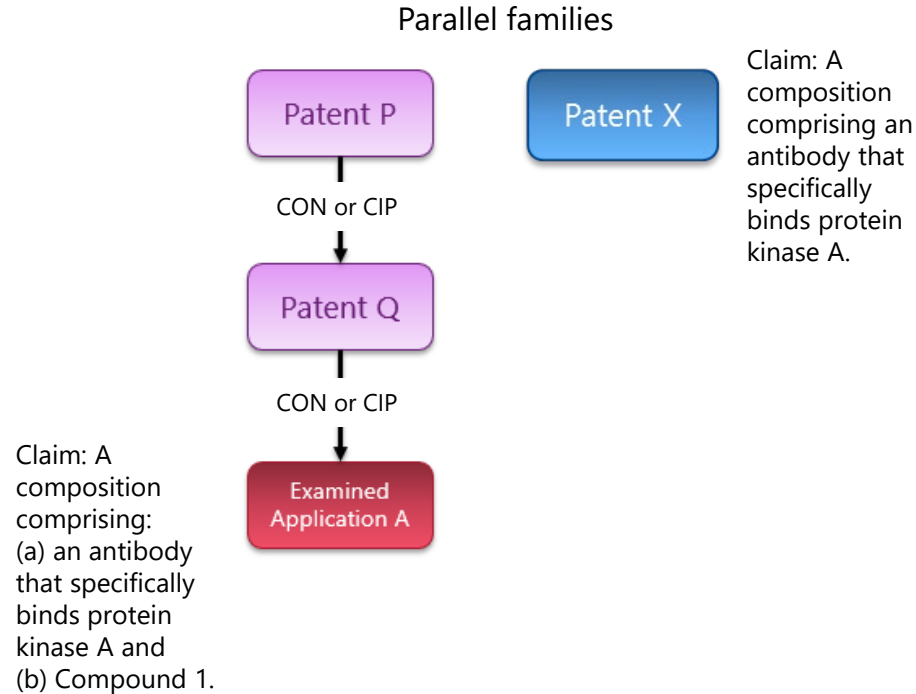 Parallel families
Patent P
Patent X
Claim: A
composition
comprising an
antibody that
specifically
binds protein
kinase A.
CON or CIP
Patent Q
CON or CIP
Claim: A
composition
comprising:
(a) an antibody
that specifically
binds protein
kinase A and
(b) Compound 1.
Examined
Application A